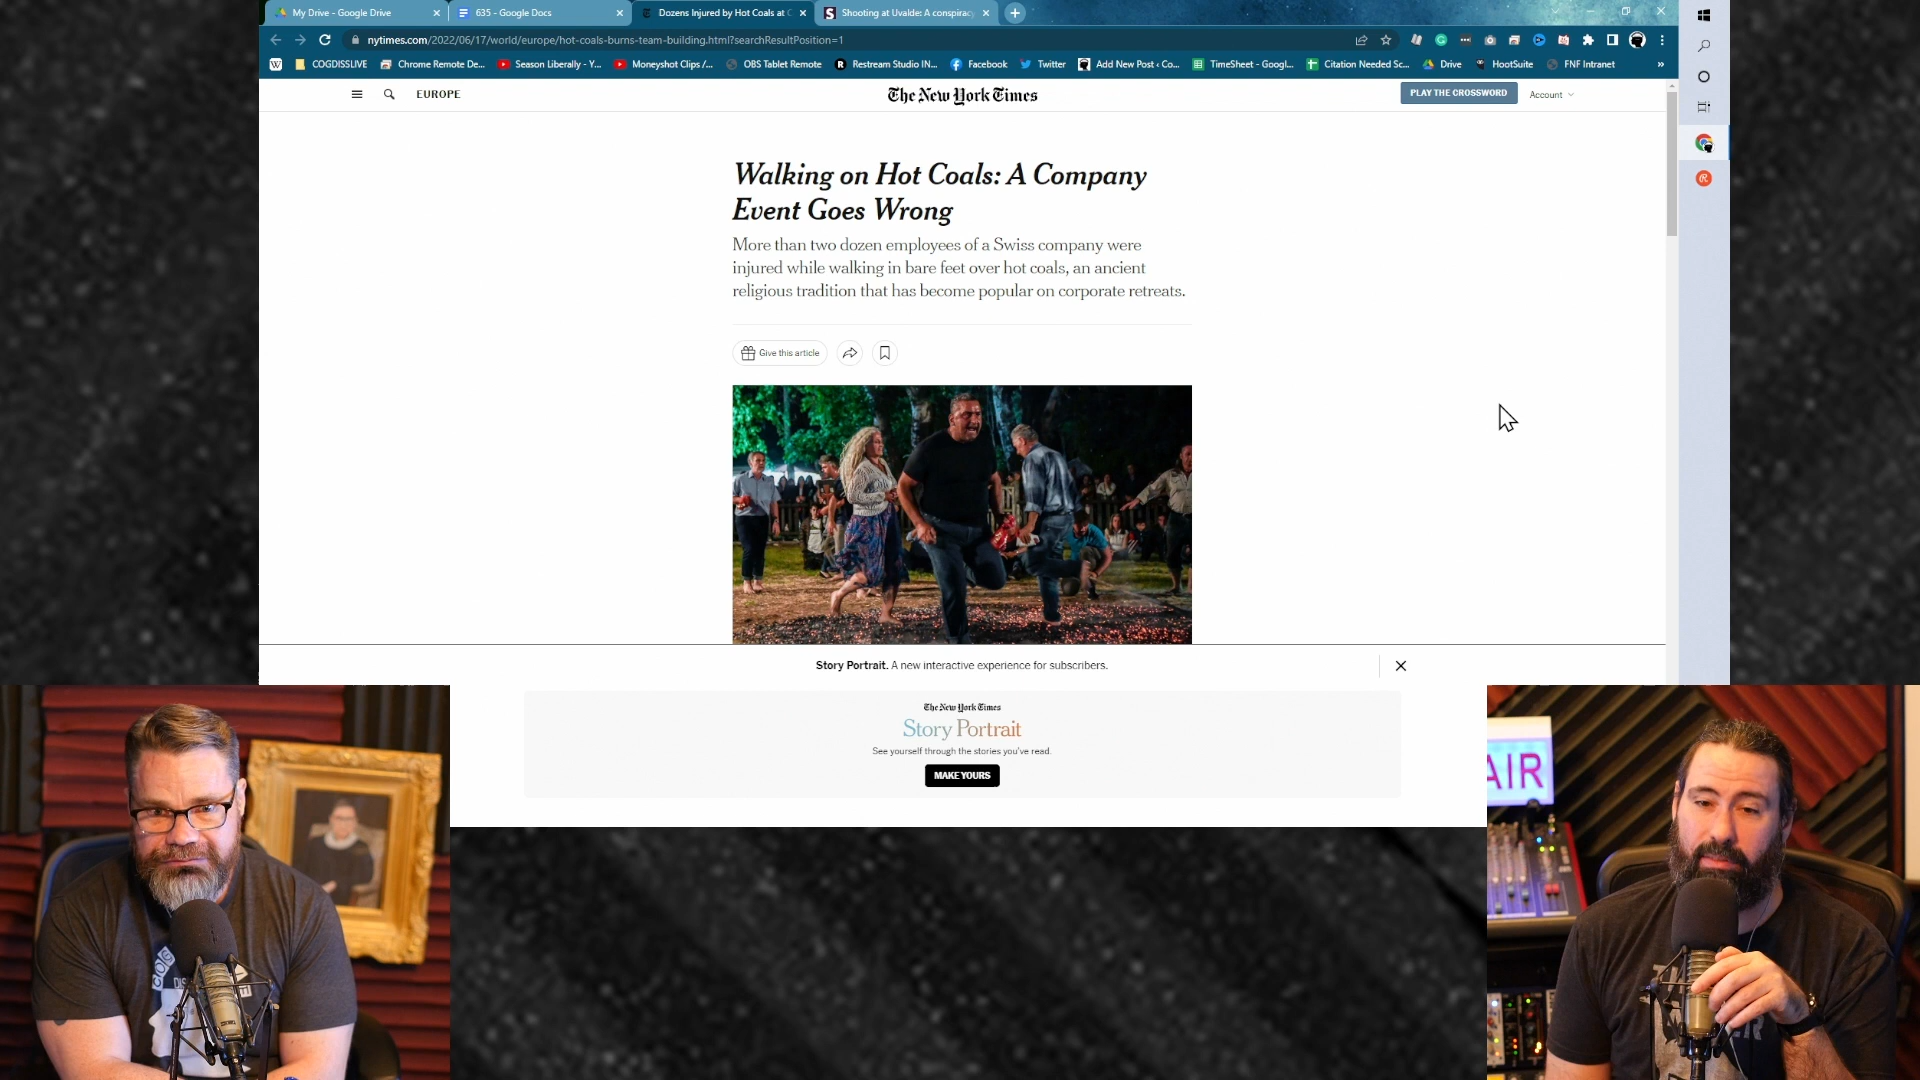 My Drive - Google Drive
635 - Google Docs
Dozens Injured by Hot Coals at C
Shooting at Uvalde: A conspirac
nytimes.com/2022/06/17/world/europe/hot-coals-burns-team-building.html?searchResultPosition=1
W COGDISSLIVE Chrome Remote De... Season Liberally - Y... Moneyshot Clips /... OBS Tablet Remote Restream Studio IN... Facebook Twitter Add New Post ‹ Co... TimeSheet - Googl... Citation Needed Sc... Drive HootSuite FNF Intranet »
EUROPE
The New York Times
PLAY THE CROSSWORD
Account
Walking on Hot Coals: A Company
Event Goes Wrong
More than two dozen employees of a Swiss company were
injured while walking in bare feet over hot coals, an ancient
religious tradition that has become popular on corporate retreats.
Give this article
Story Portrait. A new interactive experience for subscribers.
The New York Times
Story Portrait
See yourself through the stories you've read.
MAKE YOURS
AIR
COG